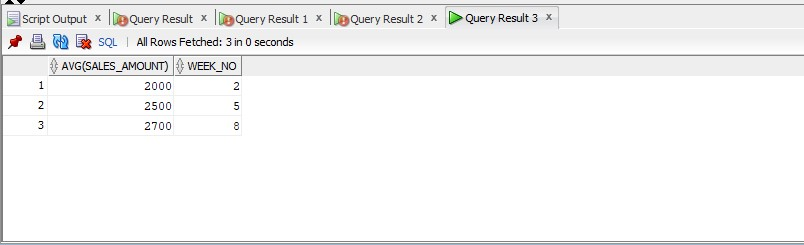 Script Output x Query Result x Query Result 1 x Query Result 2 x Query Result 3 x
SQL | All Rows Fetched: 3 in 0 seconds
AVG(SALES_AMOUNT) WEEK_NO
1 2000 2
2 2500 5
3 2700 8